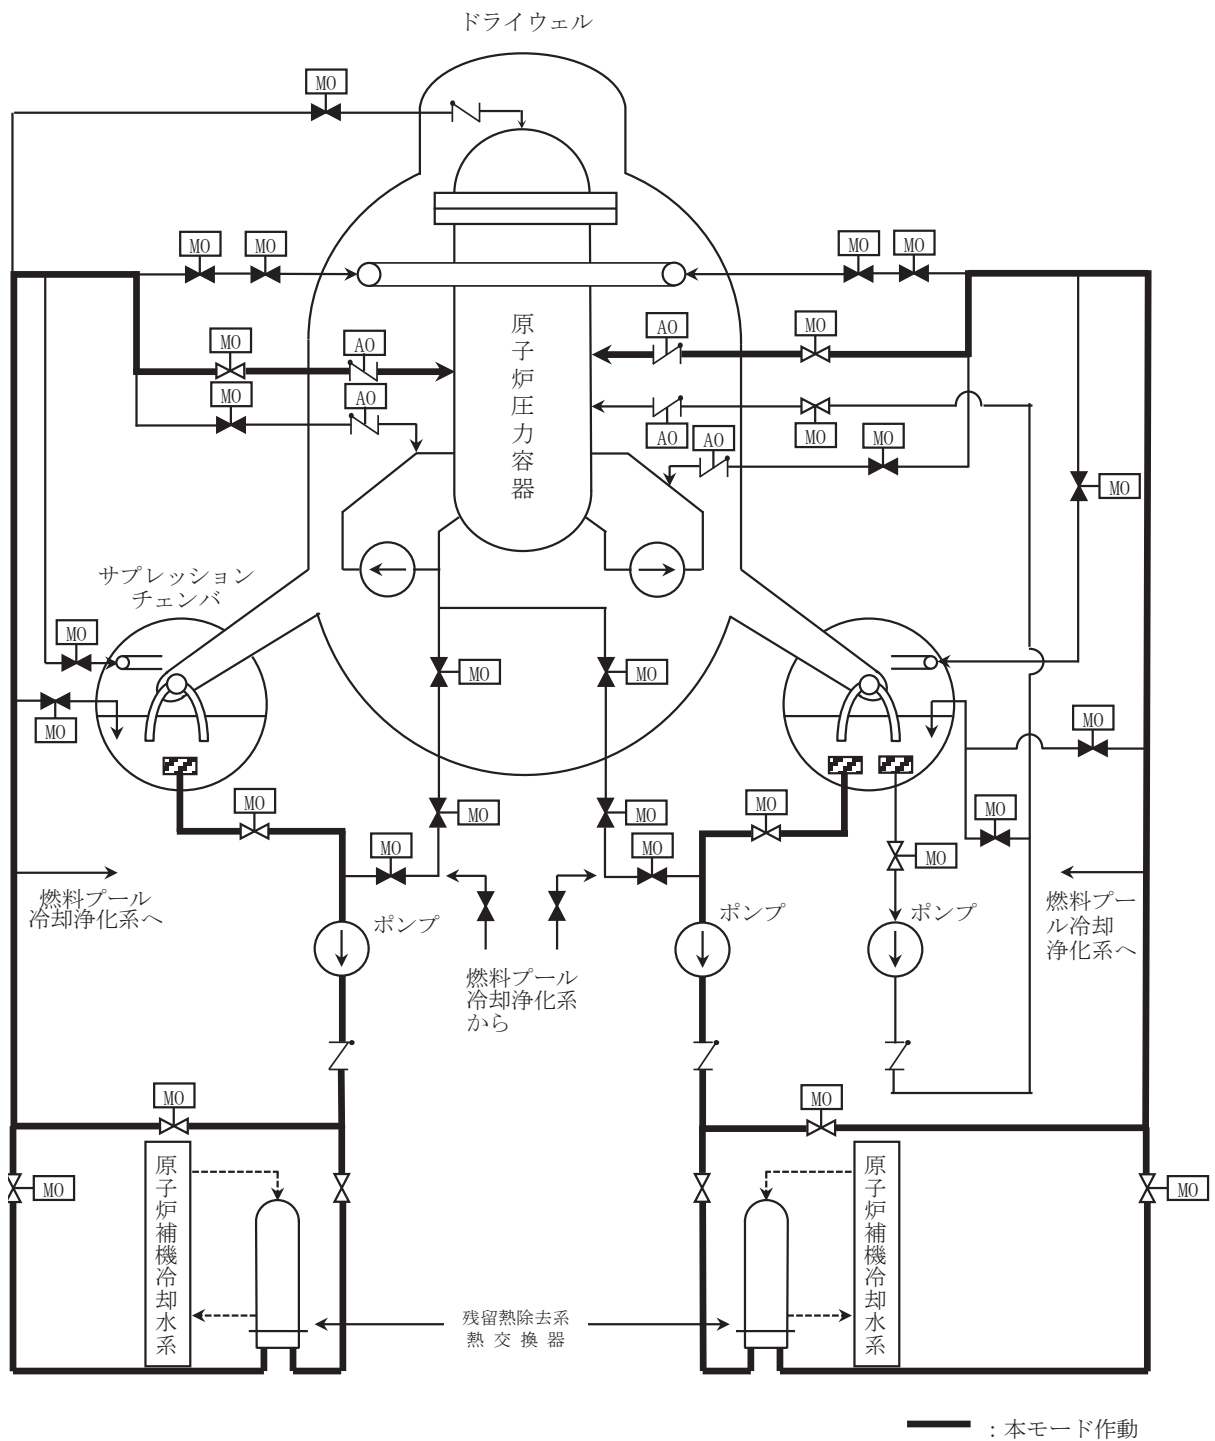 ドライウェル
MO
MO
MO
MO
MO
MO
AO
MO
AO
AO
MO
原子炉圧力容器
AO
MO
AO
MO
MO
サプレッション
チェンバ
MO
MO
MO
MO
MO
MO
MO
MO
MO
MO
MO
MO
MO
MO
燃料プール
冷却浄化系へ
ポンプ
ポンプ
ポンプ
燃料プー
ル冷却
浄化系へ
燃料プール
冷却浄化系
から
MO
MO
MO
MO
原子炉補機冷却水系
原子炉補機冷却水系
残留熱除去系
熱交換器
:本モード作動